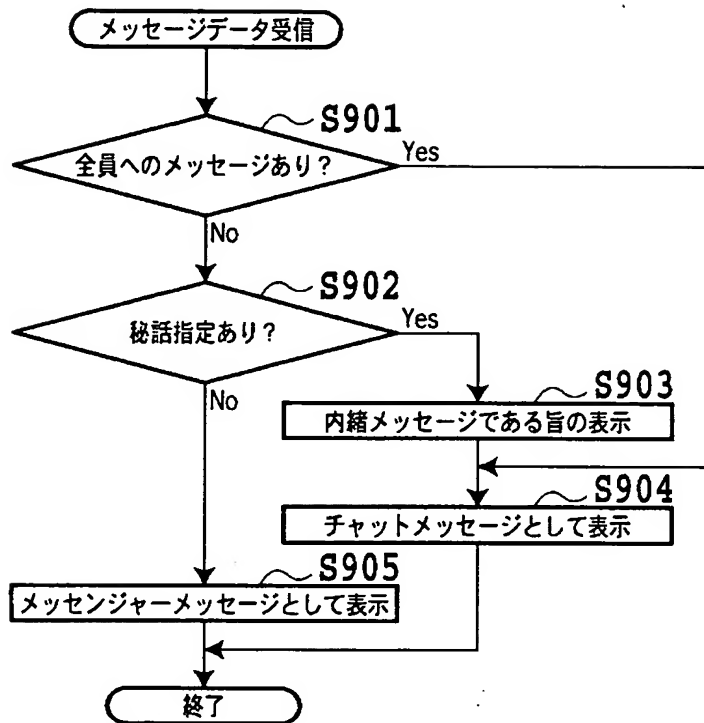 メッセージデータ受信
S901
全員へのメッセージあり?
Yes
No
S902
秘話指定あり?
Yes
No
S903
内緒メッセージである旨の表示
S904
チャットメッセージとして表示
S905
メッセンジャーメッセージとして表示
終了